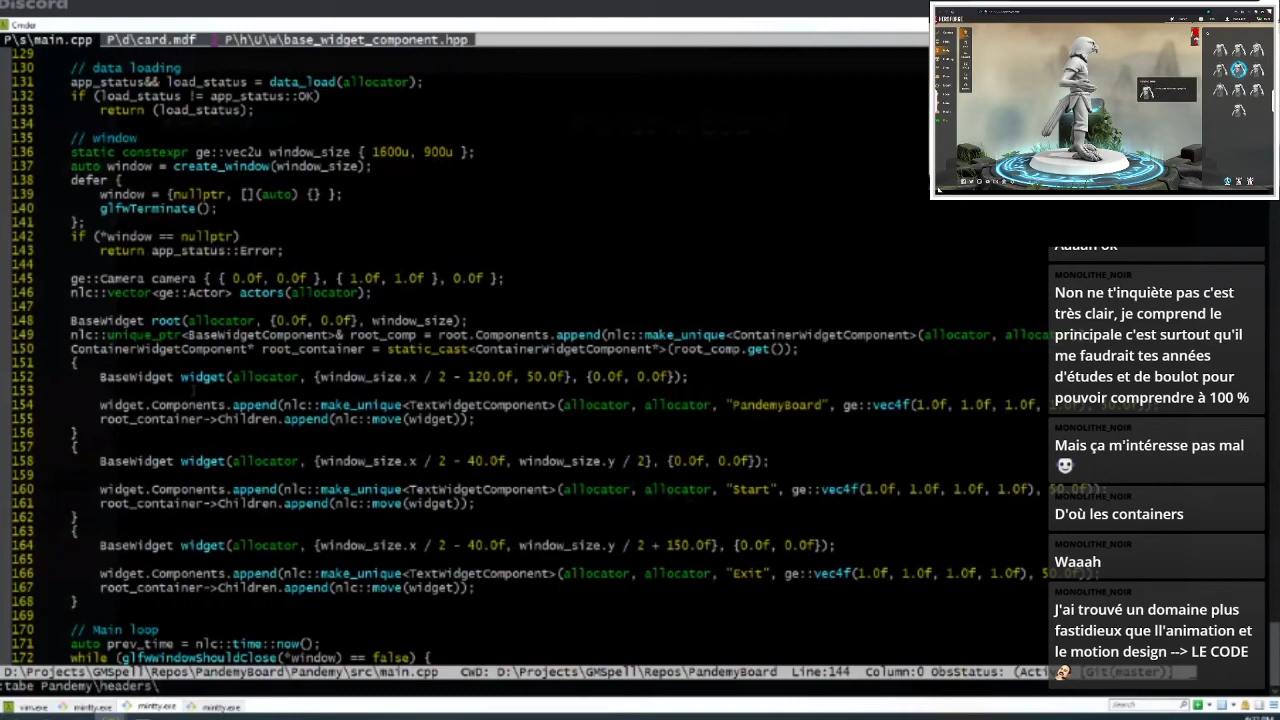 Discord
Cmder
P\s\main.cpp P\d\card.mdf P\h\U\w\base_widget_component.hpp
129
130 // data loading
131 app_status&& load_status = data_load(allocator);
132 if (load_status != app_status::OK)
133 return (load_status);
134
135 // window
136 static constexpr ge::vec2u window_size { 1600u, 900u };
137 auto window = create_window(window_size);
138 defer {
139 window = {nullptr, [](auto) {} };
140 glfwTerminate();
141 };
142 if (*window == nullptr)
143 return app_status::Error;
144
145 ge::Camera camera { { 0.0f, 0.0f }, { 1.0f, 1.0f }, 0.0f };
146 nlc::vector<ge::Actor> actors(allocator);
147
148 BaseWidget root(allocator, {0.0f, 0.0f}, window_size);
149 nlc::unique_ptr<BaseWidgetComponent>& root_comp = root.Components.append(nlc::make_unique<ContainerWidgetComponent>(allocator,
150 ContainerWidgetComponent* root_container = static_cast<ContainerWidgetComponent*>(root_comp.get());
151 {
152 BaseWidget widget(allocator, {window_size.x / 2 - 120.0f, 50.0f}, {0.0f, 0.0f});
153
154 widget.Components.append(nlc::make_unique<TextWidgetComponent>(allocator, allocator, "PandemyBoard", ge::vec4f(1.0f, 1.0f, 1.0f,
155 root_container->Children.append(nlc::move(widget));
156 }
157 {
158 BaseWidget widget(allocator, {window_size.x / 2 - 40.0f, window_size.y / 2}, {0.0f, 0.0f});
159
160 widget.Components.append(nlc::make_unique<TextWidgetComponent>(allocator, allocator, "Start", ge::vec4f(1.0f, 1.0f, 1.0f, 1.0f), 50.0f));
161 root_container->Children.append(nlc::move(widget));
162 }
163 {
164 BaseWidget widget(allocator, {window_size.x / 2 - 40.0f, window_size.y / 2 + 150.0f}, {0.0f, 0.0f});
165
166 widget.Components.append(nlc::make_unique<TextWidgetComponent>(allocator, allocator, "Exit", ge::vec4f(1.0f, 1.0f, 1.0f, 1.0f), 50.0f));
167 root_container->Children.append(nlc::move(widget));
168 }
169
170 // Main loop
171 auto prev_time = nlc::time::now();
172 while (glfwWindowShouldClose(*window) == false) {
D:\Projects\GMSpell\Repos\PandemyBoard\Pandemy\src\main.cpp CwD: D:\Projects\GMSpell\Repos\PandemyBoard Line:144 Column:0 ObsStatus: (Acti [Git(master)]
:tabe Pandemy\headers\
vim.exe mintty.exe mintty.exe mintty.exe Search
HEROFORGE
Aaaah ok
MONOLITHE_NOIR
Non ne t'inquiète pas c'est
très clair, je comprend le
principale c'est surtout qu'il
me faudrait tes années
d'études et de boulot pour
pouvoir comprendre à 100 %
MONOLITHE_NOIR
Mais ça m'intéresse pas mal
MONOLITHE_NOIR
D'où les containers
MONOLITHE_NOIR
Waaah
MONOLITHE_NOIR
J'ai trouvé un domaine plus
fastidieux que ll'animation et
le motion design --> LE CODE